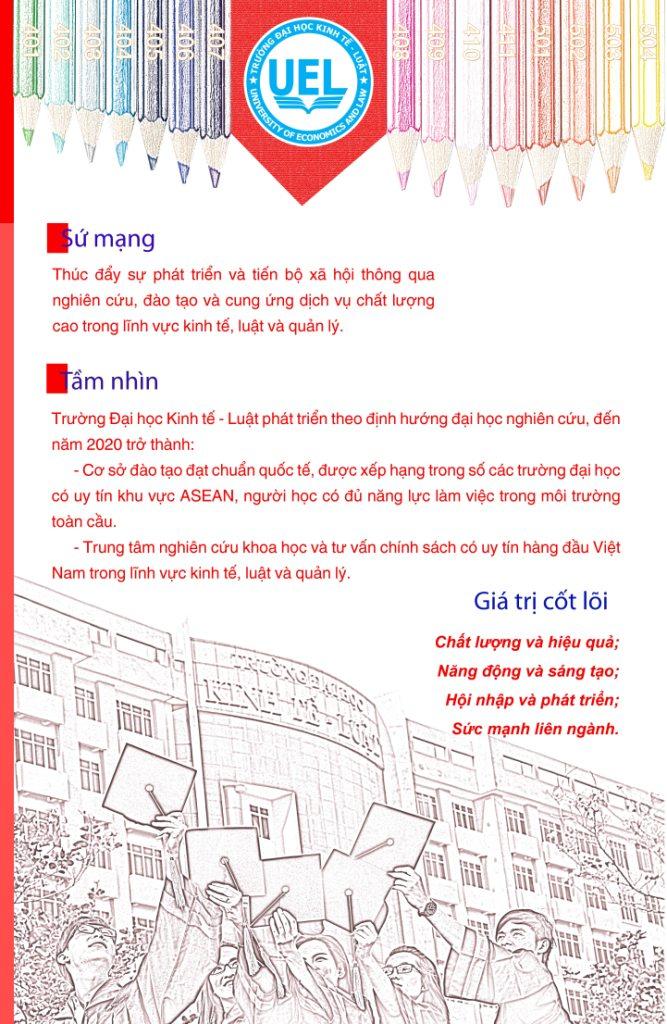 401 402 406 404 405 406 407
408 409 410 411 501 502 503 504
TRƯỜNG ĐẠI HỌC KINH TẾ - LUẬT
UEL
UNIVERSITY OF ECONOMICS AND LAW
Sứ mạng
Thúc đẩy sự phát triển và tiến bộ xã hội thông qua
nghiên cứu, đào tạo và cung ứng dịch vụ chất lượng
cao trong lĩnh vực kinh tế, luật và quản lý.
Tầm nhìn
Trường Đại học Kinh tế - Luật phát triển theo định hướng đại học nghiên cứu, đến
năm 2020 trở thành:
- Cơ sở đào tạo đạt chuẩn quốc tế, được xếp hạng trong số các trường đại học
có uy tín khu vực ASEAN, người học có đủ năng lực làm việc trong môi trường
toàn cầu.
- Trung tâm nghiên cứu khoa học và tư vấn chính sách có uy tín hàng đầu Việt
Nam trong lĩnh vực kinh tế, luật và quản lý.
Giá trị cốt lõi
Chất lượng và hiệu quả;
Năng động và sáng tạo;
Hội nhập và phát triển;
Sức mạnh liên ngành.
TRƯỜNG ĐẠI HỌC
KINH TẾ - LUẬT